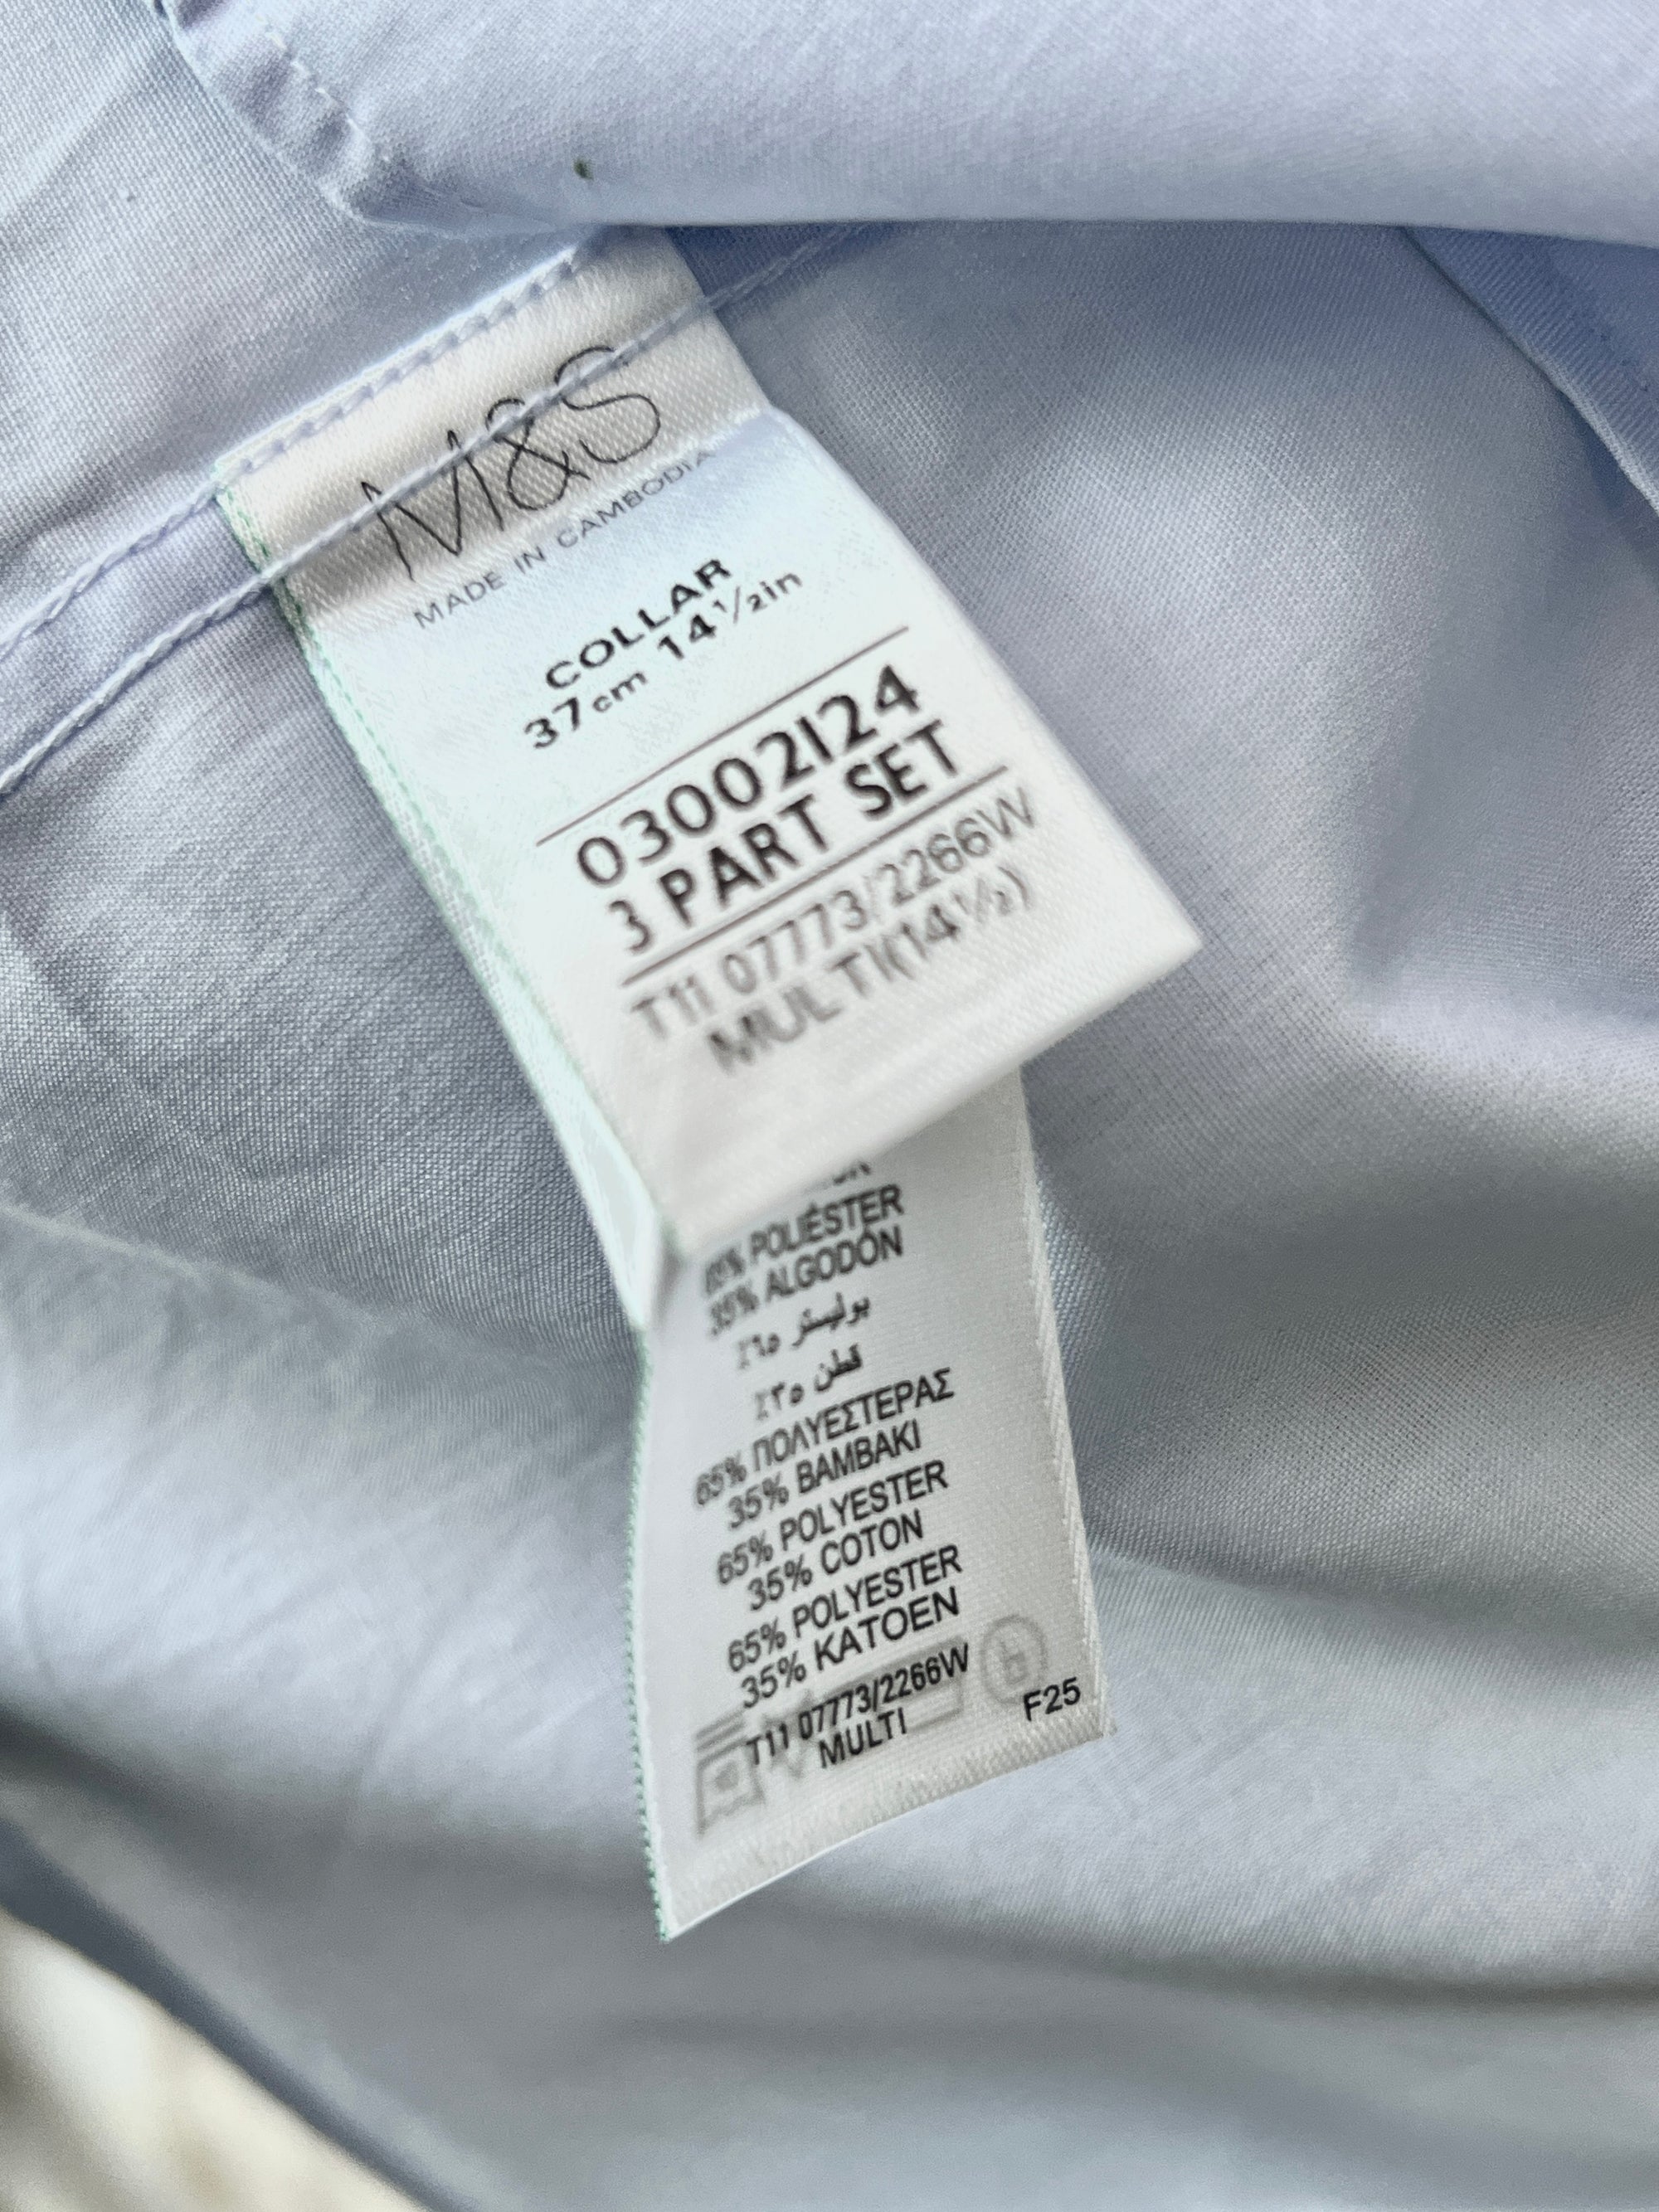 M&S
MADE IN CAMBODIA
COLLAR
37cm 14½in
03002124
3 PART SET
T11 07773/2266W
MULTI(14½)
65% POLIÉSTER
35% ALGODÓN
بوليستر ٦٥٪
قطن ٣٥٪
65% ΠΟΛΥΕΣΤΕΡΑΣ
35% ΒΑΜΒΑΚΙ
65% POLYESTER
35% COTON
65% POLYESTER
35% KATOEN
T11 07773/2266W
MULTI
F25